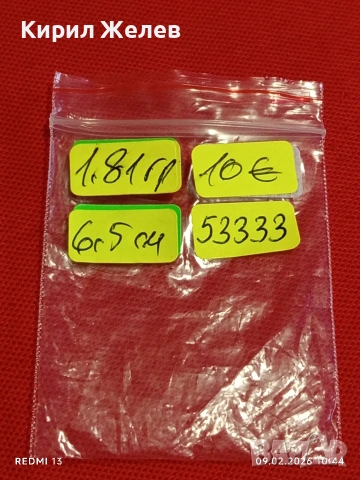 Кирил Желев
1.81гр
10€
6.5см
53333
REDMI 13
09.02.2026 10:44